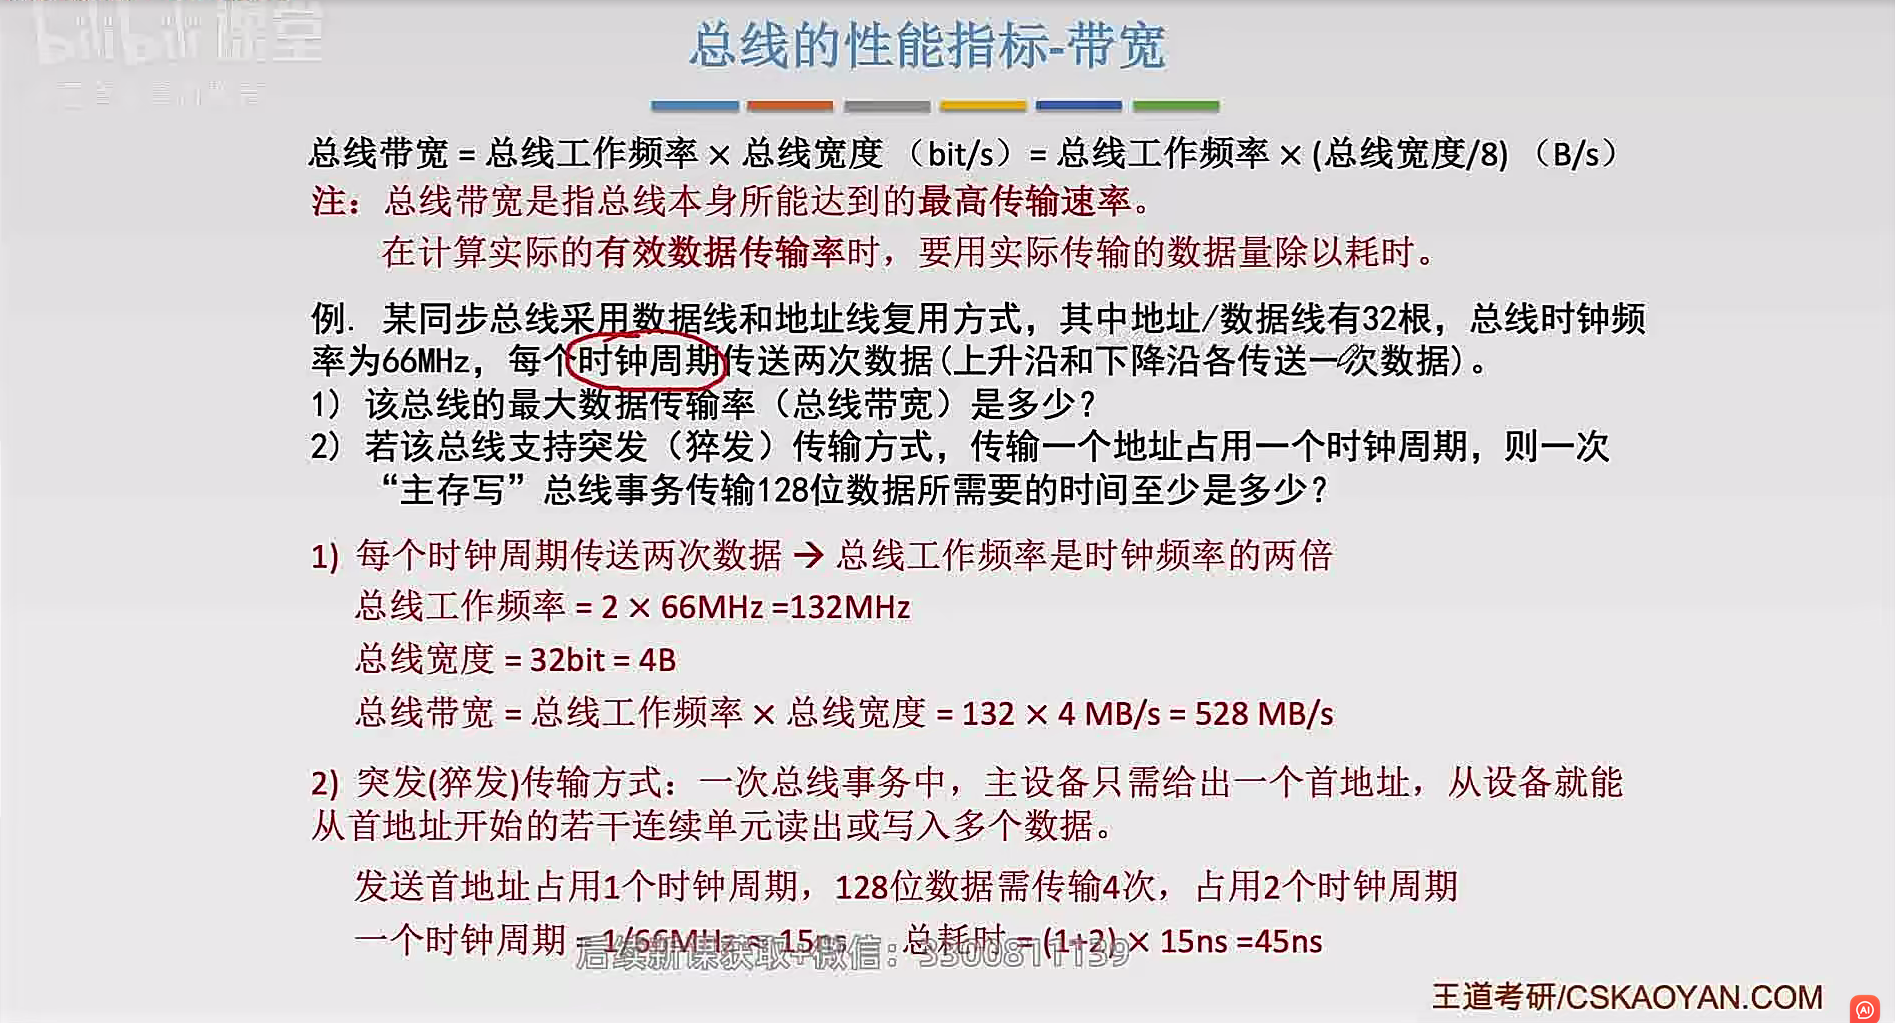 bilibili 课堂
总线的性能指标-带宽
总线带宽 = 总线工作频率 × 总线宽度 （bit/s）= 总线工作频率 × (总线宽度/8) （B/s）
注：总线带宽是指总线本身所能达到的最高传输速率。
在计算实际的有效数据传输率时，要用实际传输的数据量除以耗时。
例. 某同步总线采用数据线和地址线复用方式，其中地址/数据线有32根，总线时钟频
率为66MHz，每个时钟周期传送两次数据(上升沿和下降沿各传送一次数据)。
1) 该总线的最大数据传输率（总线带宽）是多少？
2) 若该总线支持突发（猝发）传输方式，传输一个地址占用一个时钟周期，则一次
“主存写”总线事务传输128位数据所需要的时间至少是多少？
1) 每个时钟周期传送两次数据 → 总线工作频率是时钟频率的两倍
总线工作频率 = 2 × 66MHz =132MHz
总线宽度 = 32bit = 4B
总线带宽 = 总线工作频率 × 总线宽度 = 132 × 4 MB/s = 528 MB/s
2) 突发(猝发)传输方式：一次总线事务中，主设备只需给出一个首地址，从设备就能
从首地址开始的若干连续单元读出或写入多个数据。
发送首地址占用1个时钟周期，128位数据需传输4次，占用2个时钟周期
一个时钟周期 = 1/66MHz ≈ 15ns 总耗时 = (1+2) × 15ns =45ns
后续新课获取+微信：3300811139
王道考研/CSKAOYAN.COM